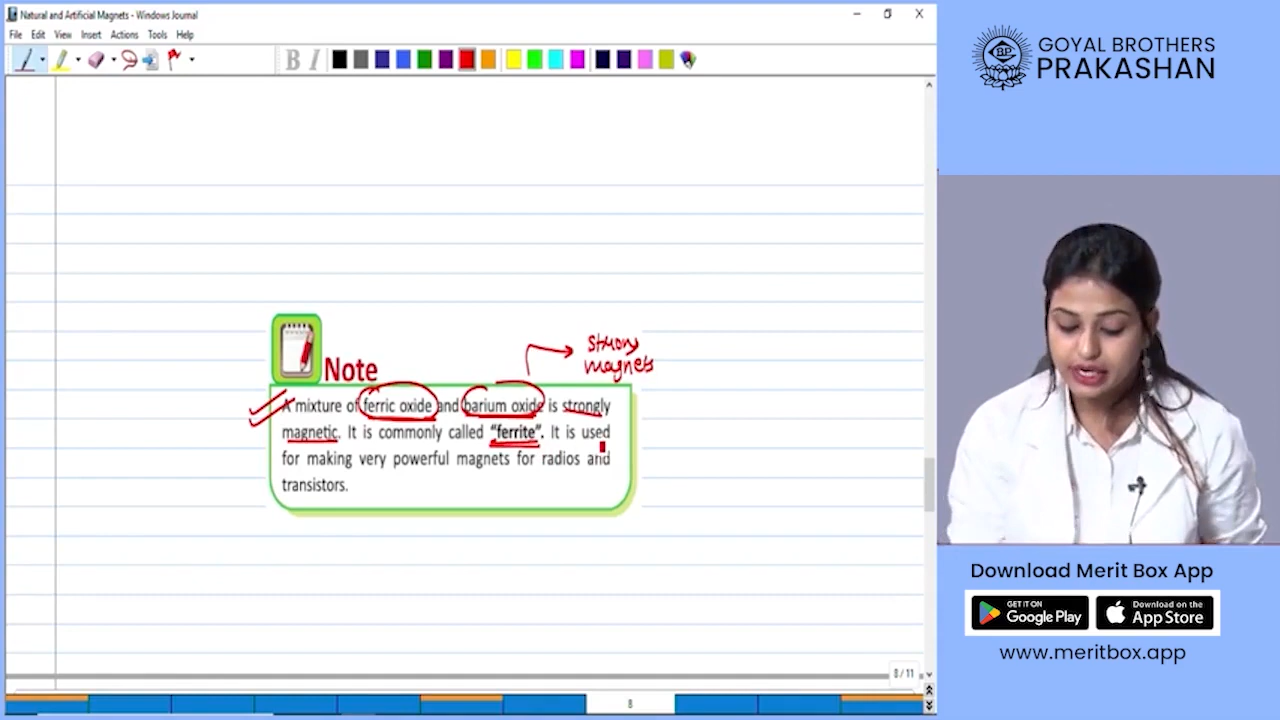 Natural and Artificial Magnets - Windows Journal
File Edit View Insert Actions Tools Help
B I
GOYAL BROTHERS
PRAKASHAN
BP
strong
magnets
Note
A mixture of ferric oxide and barium oxide is strongly
magnetic. It is commonly called "ferrite". It is used
for making very powerful magnets for radios and
transistors.
Download Merit Box App
GET IT ON
Google Play
Download on the
App Store
www.meritbox.app
8 / 11
8